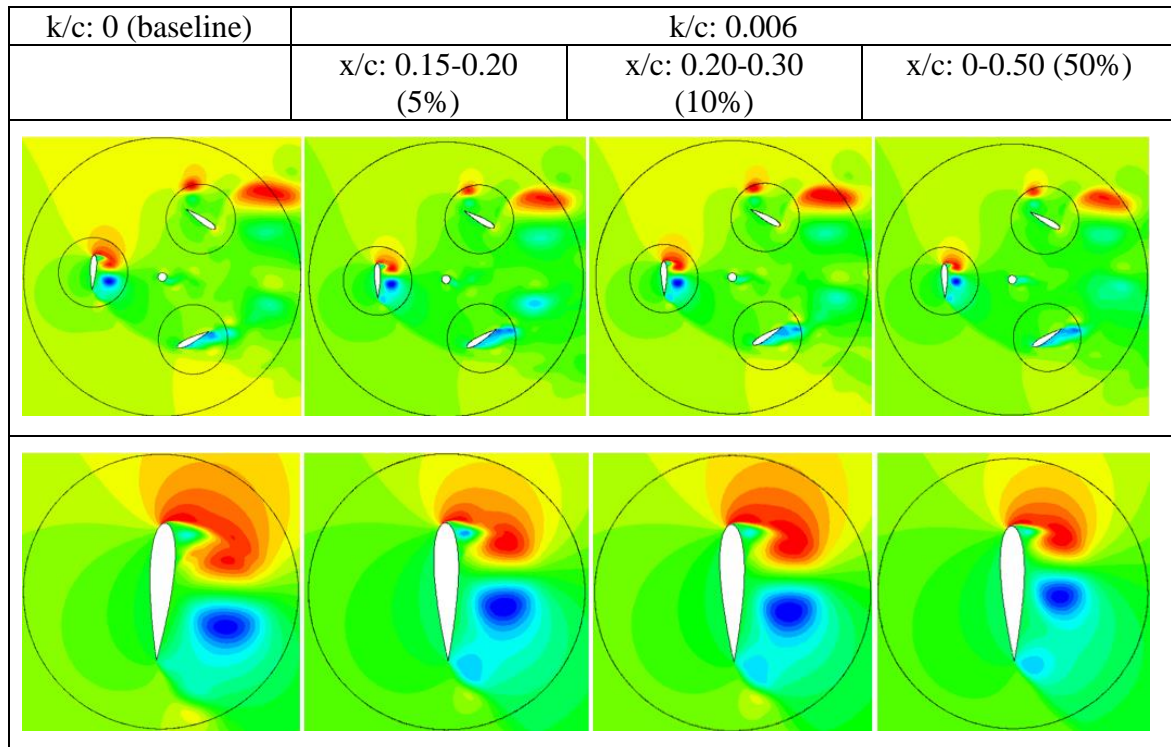 k/c: 0 (baseline)
k/c: 0.006
x/c: 0.15-0.20
(5%)
x/c: 0.20-0.30
(10%)
x/c: 0-0.50 (50%)